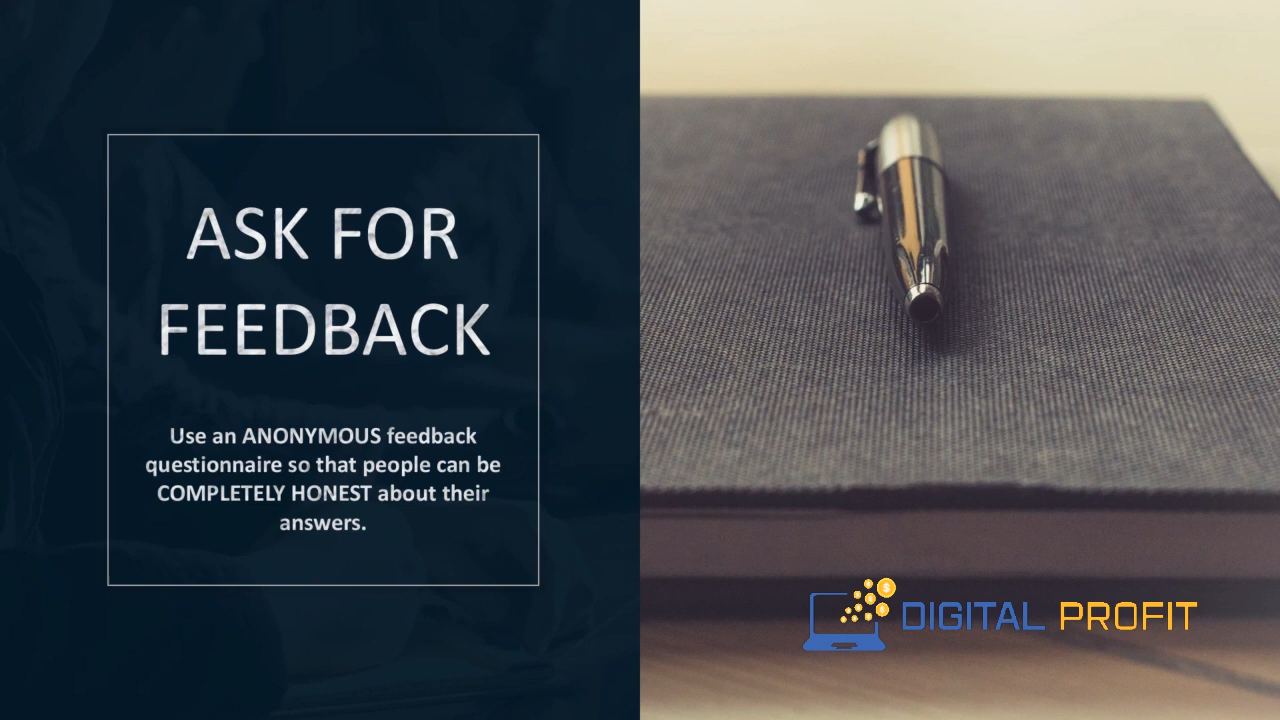 ASK FOR
FEEDBACK
Use an ANONYMOUS feedback
questionnaire so that people can be
COMPLETELY HONEST about their
answers.
DIGITAL PROFIT